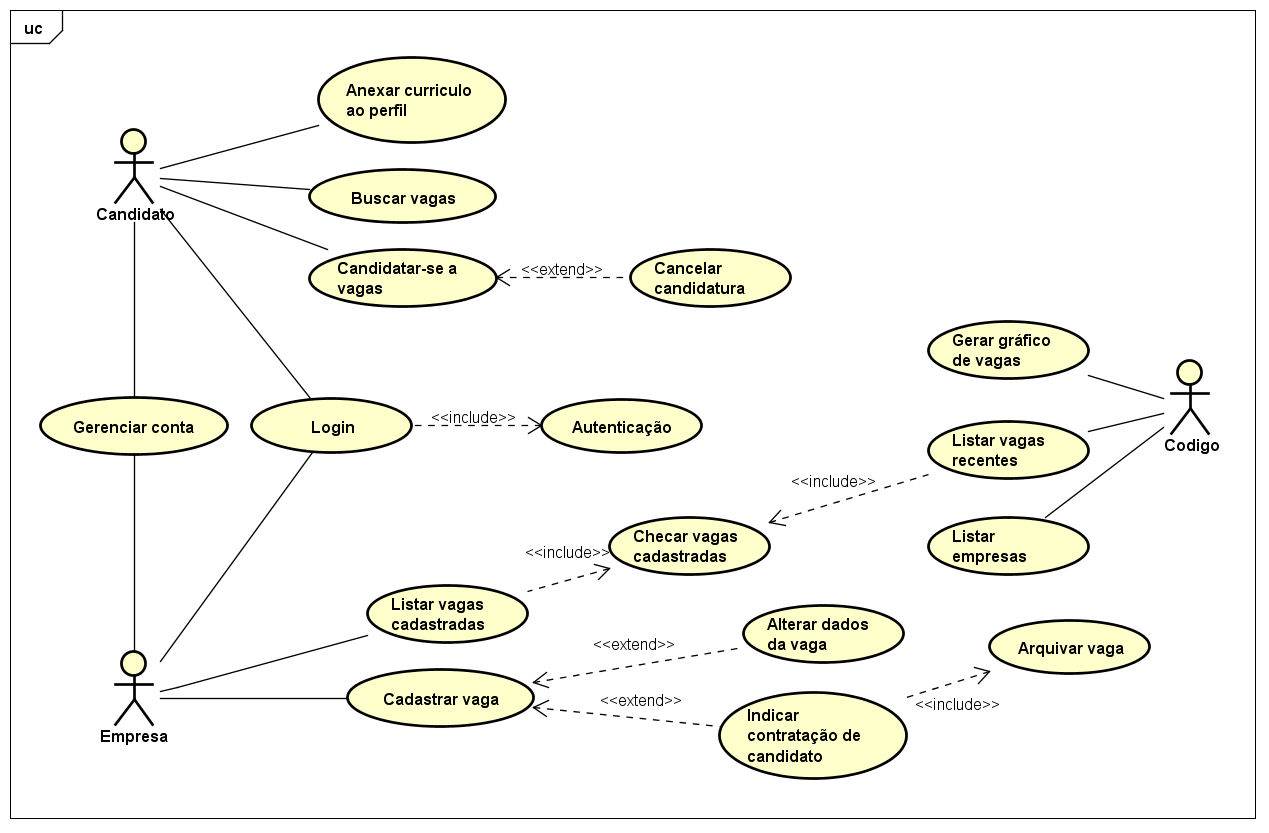 uc
Anexar curriculo
ao perfil
Candidato
Buscar vagas
Candidatar-se a
vagas
<<extend>>
Cancelar
candidatura
Gerar gráfico
de vagas
Gerenciar conta
Login
<<include>>
Autenticação
Listar vagas
recentes
Codigo
<<include>>
Checar vagas
cadastradas
Listar
empresas
<<include>>
Listar vagas
cadastradas
Alterar dados
da vaga
<<extend>>
Arquivar vaga
Empresa
Cadastrar vaga
<<extend>>
<<include>>
Indicar
contratação de
candidato